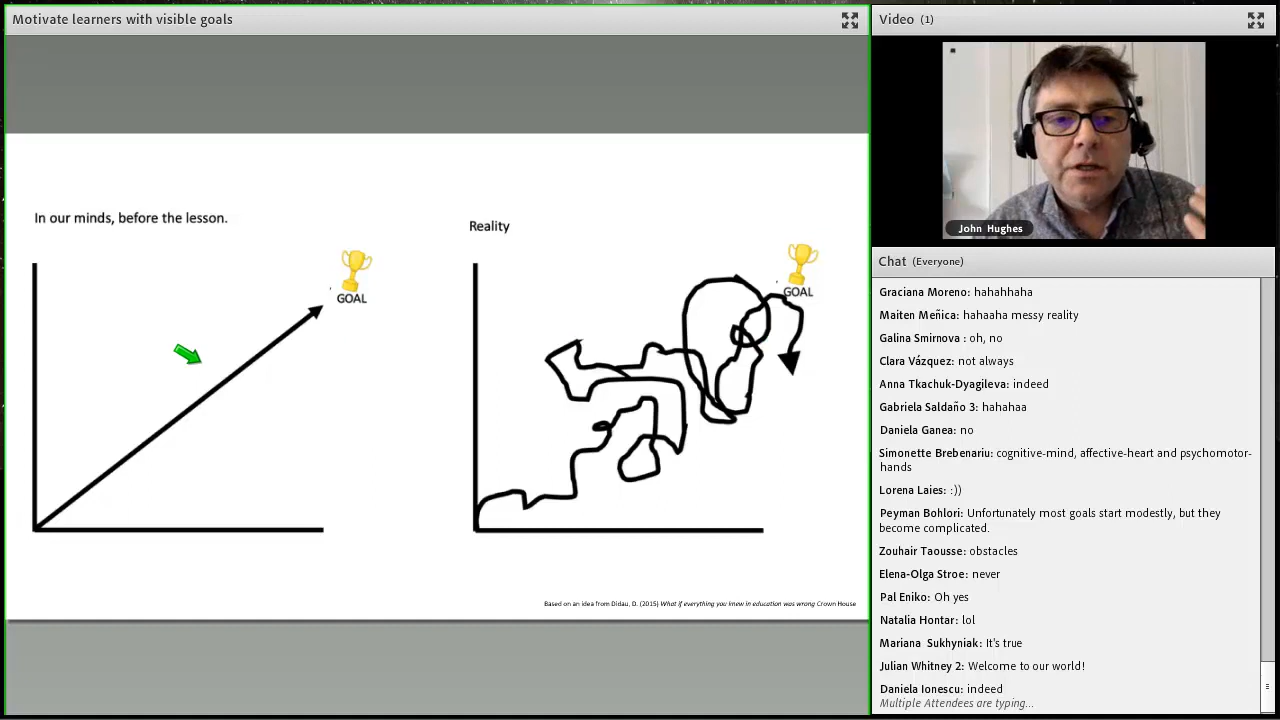 Motivate learners with visible goals
In our minds, before the lesson.
GOAL
Reality
GOAL
Based on an idea from Didau, D. (2015) What if everything you knew in education was wrong Crown House
Video (1)
John Hughes
Chat (Everyone)
Graciana Moreno: hahahhaha
Maiten Meñica: hahaaha messy reality
Galina Smirnova : oh, no
Clara Vázquez: not always
Anna Tkachuk-Dyagileva: indeed
Gabriela Saldaño 3: hahahaa
Daniela Ganea: no
Simonette Brebenariu: cognitive-mind, affective-heart and psychomotor-
hands
Lorena Laies: :))
Peyman Bohlori: Unfortunately most goals start modestly, but they
become complicated.
Zouhair Taousse: obstacles
Elena-Olga Stroe: never
Pal Eniko: Oh yes
Natalia Hontar: lol
Mariana Sukhyniak: It's true
Julian Whitney 2: Welcome to our world!
Daniela Ionescu: indeed
Multiple Attendees are typing...